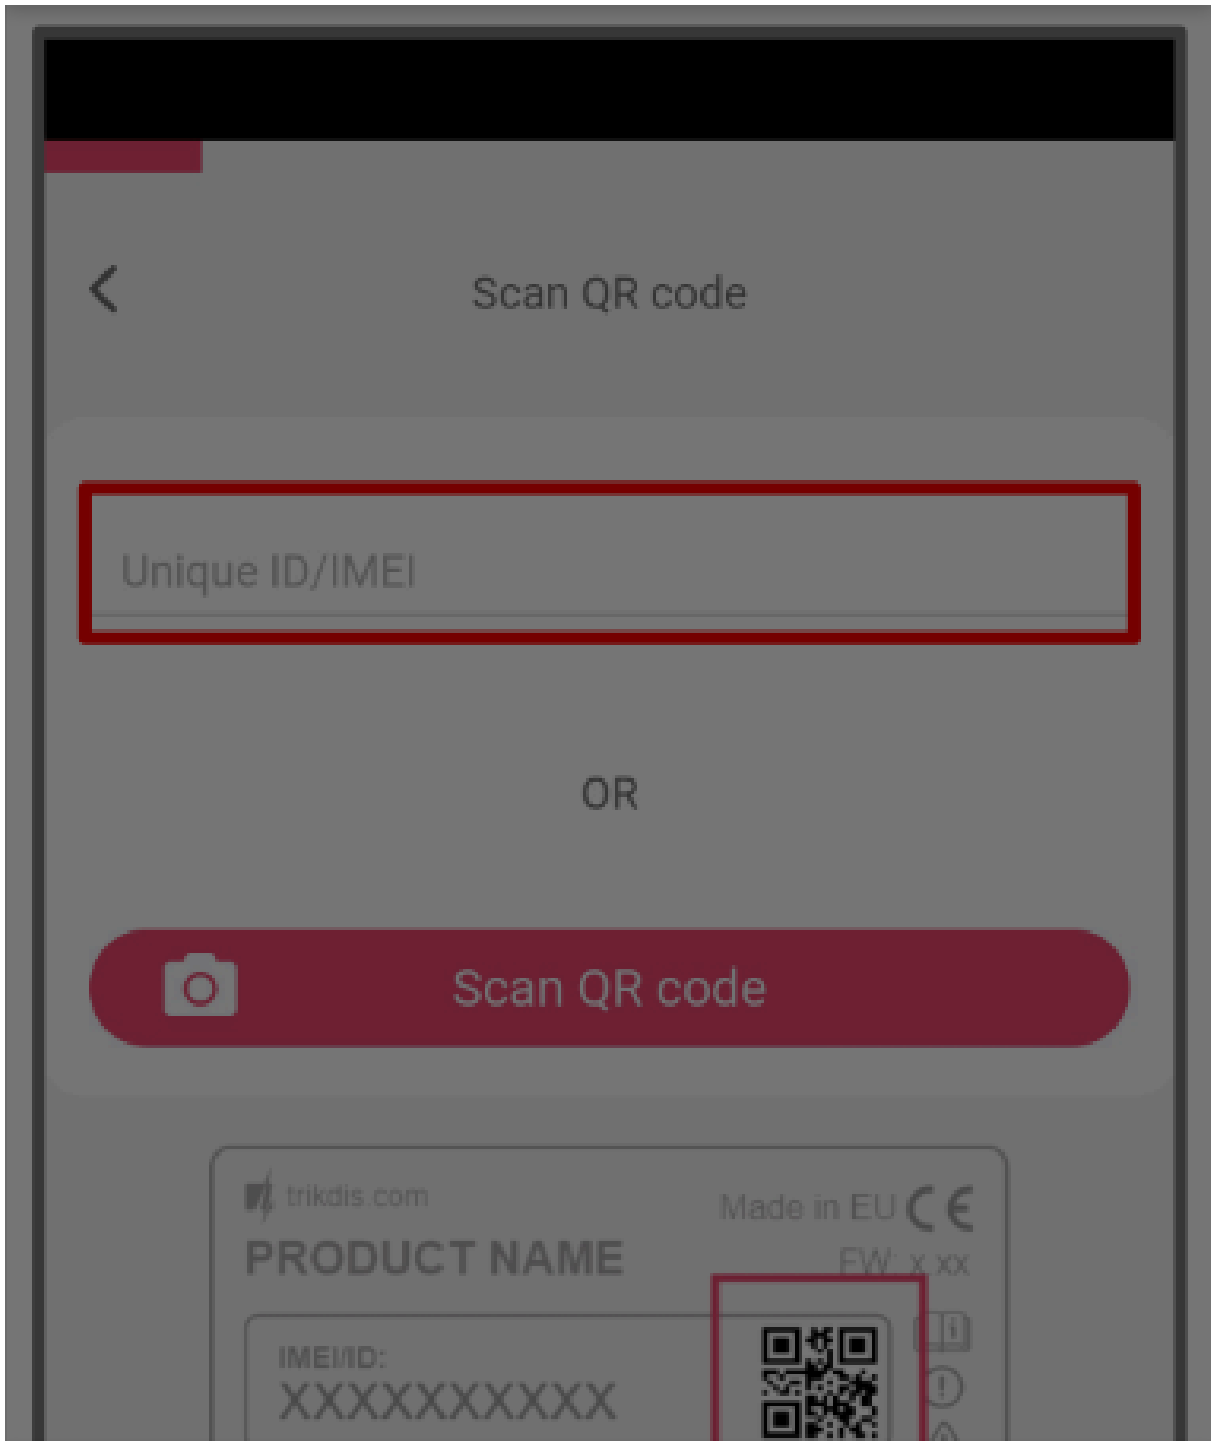 Scan QR code
Unique ID/IMEI
OR
Scan QR code
trikdis.com
Made in EU CE
PRODUCT NAME
FW: x.xx
i
IMEI/ID:
XXXXXXXXXX
!